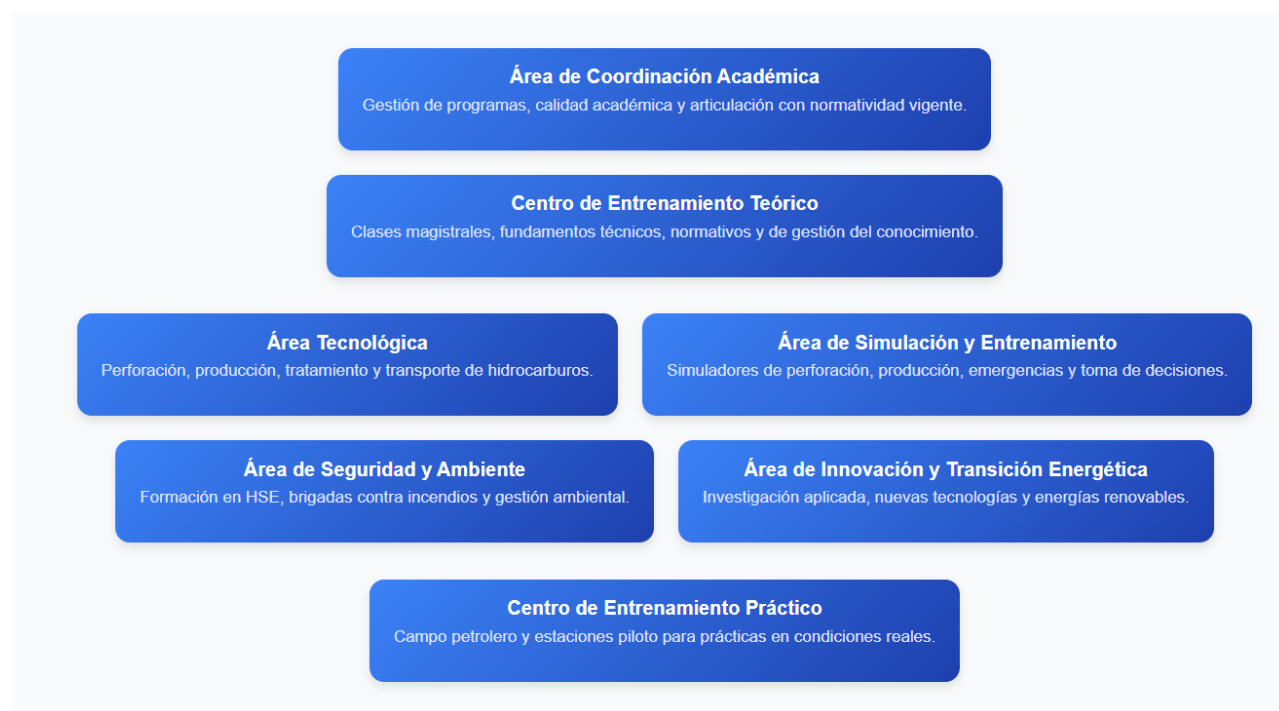 Área de Coordinación Académica
Gestión de programas, calidad académica y articulación con normatividad vigente.
Centro de Entrenamiento Teórico
Clases magistrales, fundamentos técnicos, normativos y de gestión del conocimiento.
Área Tecnológica
Perforación, producción, tratamiento y transporte de hidrocarburos.
Área de Simulación y Entrenamiento
Simuladores de perforación, producción, emergencias y toma de decisiones.
Área de Seguridad y Ambiente
Formación en HSE, brigadas contra incendios y gestión ambiental.
Área de Innovación y Transición Energética
Investigación aplicada, nuevas tecnologías y energías renovables.
Centro de Entrenamiento Práctico
Campo petrolero y estaciones piloto para prácticas en condiciones reales.